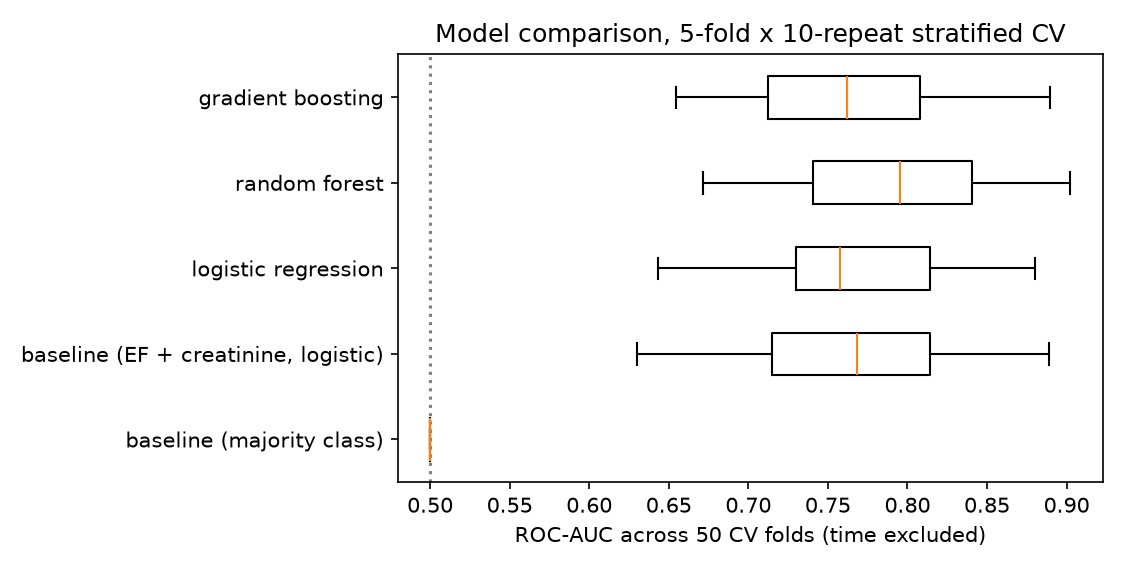 Model comparison, 5-fold x 10-repeat stratified CV
gradient boosting
random forest
logistic regression
baseline (EF + creatinine, logistic)
baseline (majority class)
0.50 0.55 0.60 0.65 0.70 0.75 0.80 0.85 0.90
ROC-AUC across 50 CV folds (time excluded)